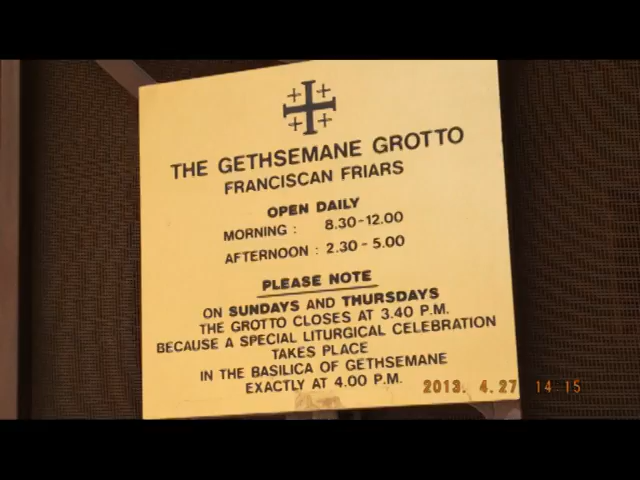 THE GETHSEMANE GROTTO
FRANCISCAN FRIARS
OPEN DAILY
MORNING : 8.30-12.00
AFTERNOON : 2.30 - 5.00
PLEASE NOTE
ON SUNDAYS AND THURSDAYS
THE GROTTO CLOSES AT 3.40 P.M.
BECAUSE A SPECIAL LITURGICAL CELEBRATION
TAKES PLACE
IN THE BASILICA OF GETHSEMANE
EXACTLY AT 4.00 P.M.
2013. 4.27 14 15